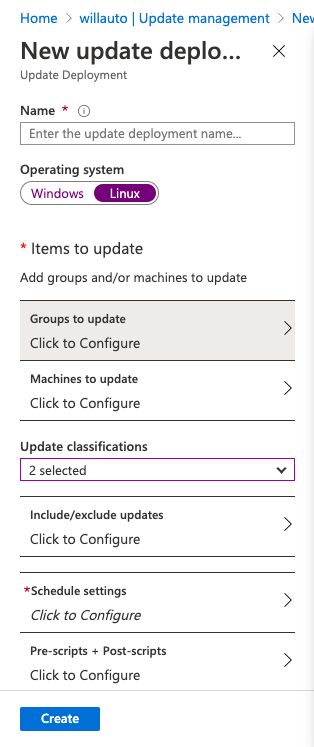 Home > willauto | Update management > New
New update deplo...
Update Deployment
Name *
Enter the update deployment name...
Operating system
Windows Linux
* Items to update
Add groups and/or machines to update
Groups to update
Click to Configure
Machines to update
Click to Configure
Update classifications
2 selected
Include/exclude updates
Click to Configure
*Schedule settings
Click to Configure
Pre-scripts + Post-scripts
Click to Configure
Create